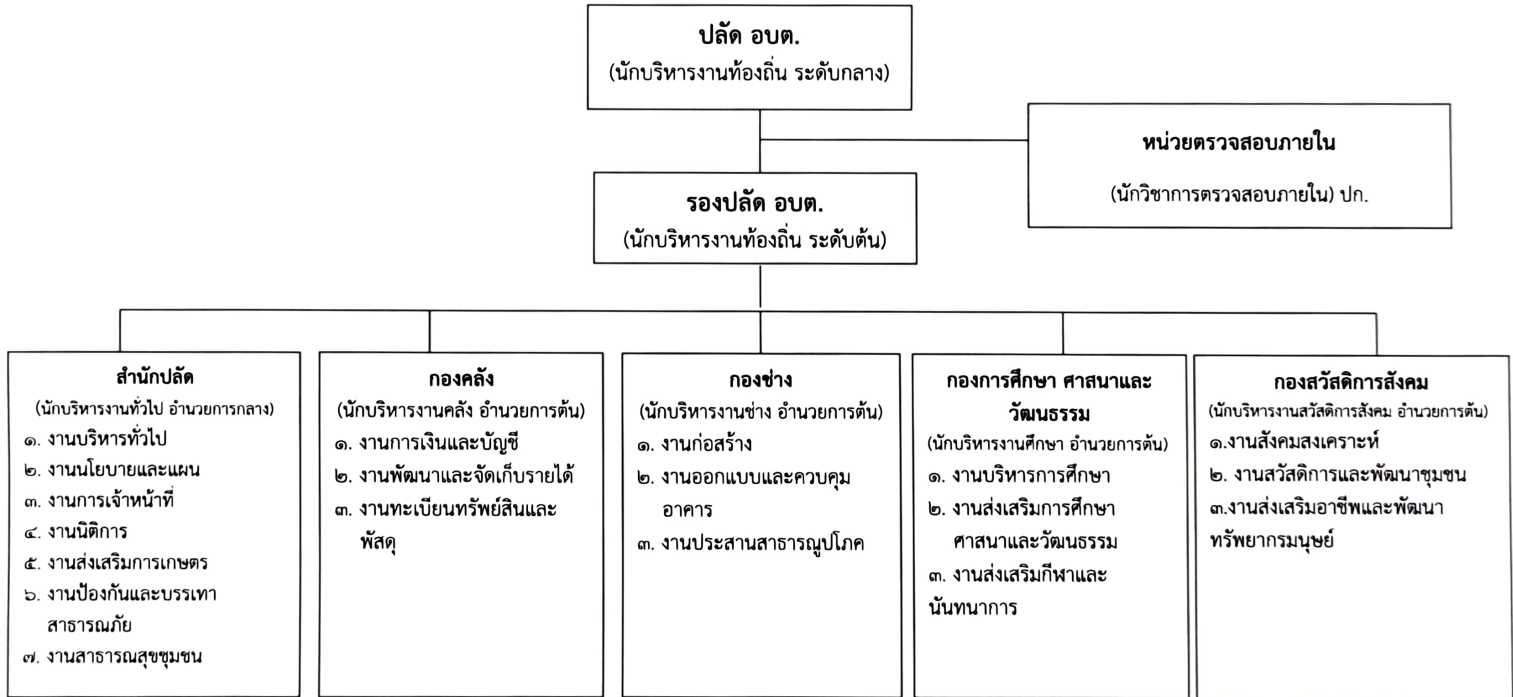 ปลัด อบต.
(นักบริหารงานท้องถิ่น ระดับกลาง)
หน่วยตรวจสอบภายใน
(นักวิชาการตรวจสอบภายใน) ปก.
รองปลัด อบต.
(นักบริหารงานท้องถิ่น ระดับต้น)
สำนักปลัด
(นักบริหารงานทั่วไป อำนวยการกลาง)
๑. งานบริหารทั่วไป
๒. งานนโยบายและแผน
๓. งานการเจ้าหน้าที่
๔. งานนิติการ
๕. งานส่งเสริมการเกษตร
๖. งานป้องกันและบรรเทา
สาธารณภัย
๗. งานสาธารณสุขชุมชน
กองคลัง
(นักบริหารงานคลัง อำนวยการต้น)
๑. งานการเงินและบัญชี
๒. งานพัฒนาและจัดเก็บรายได้
๓. งานทะเบียนทรัพย์สินและ
พัสดุ
กองช่าง
(นักบริหารงานช่าง อำนวยการต้น)
๑. งานก่อสร้าง
๒. งานออกแบบและควบคุม
อาคาร
๓. งานประสานสาธารณูปโภค
กองการศึกษา ศาสนาและ
วัฒนธรรม
(นักบริหารงานศึกษา อำนวยการต้น)
๑. งานบริหารการศึกษา
๒. งานส่งเสริมการศึกษา
ศาสนาและวัฒนธรรม
๓. งานส่งเสริมกีฬาและ
นันทนาการ
กองสวัสดิการสังคม
(นักบริหารงานสวัสดิการสังคม อำนวยการต้น)
๑.งานสังคมสงเคราะห์
๒. งานสวัสดิการและพัฒนาชุมชน
๓.งานส่งเสริมอาชีพและพัฒนา
ทรัพยากรมนุษย์